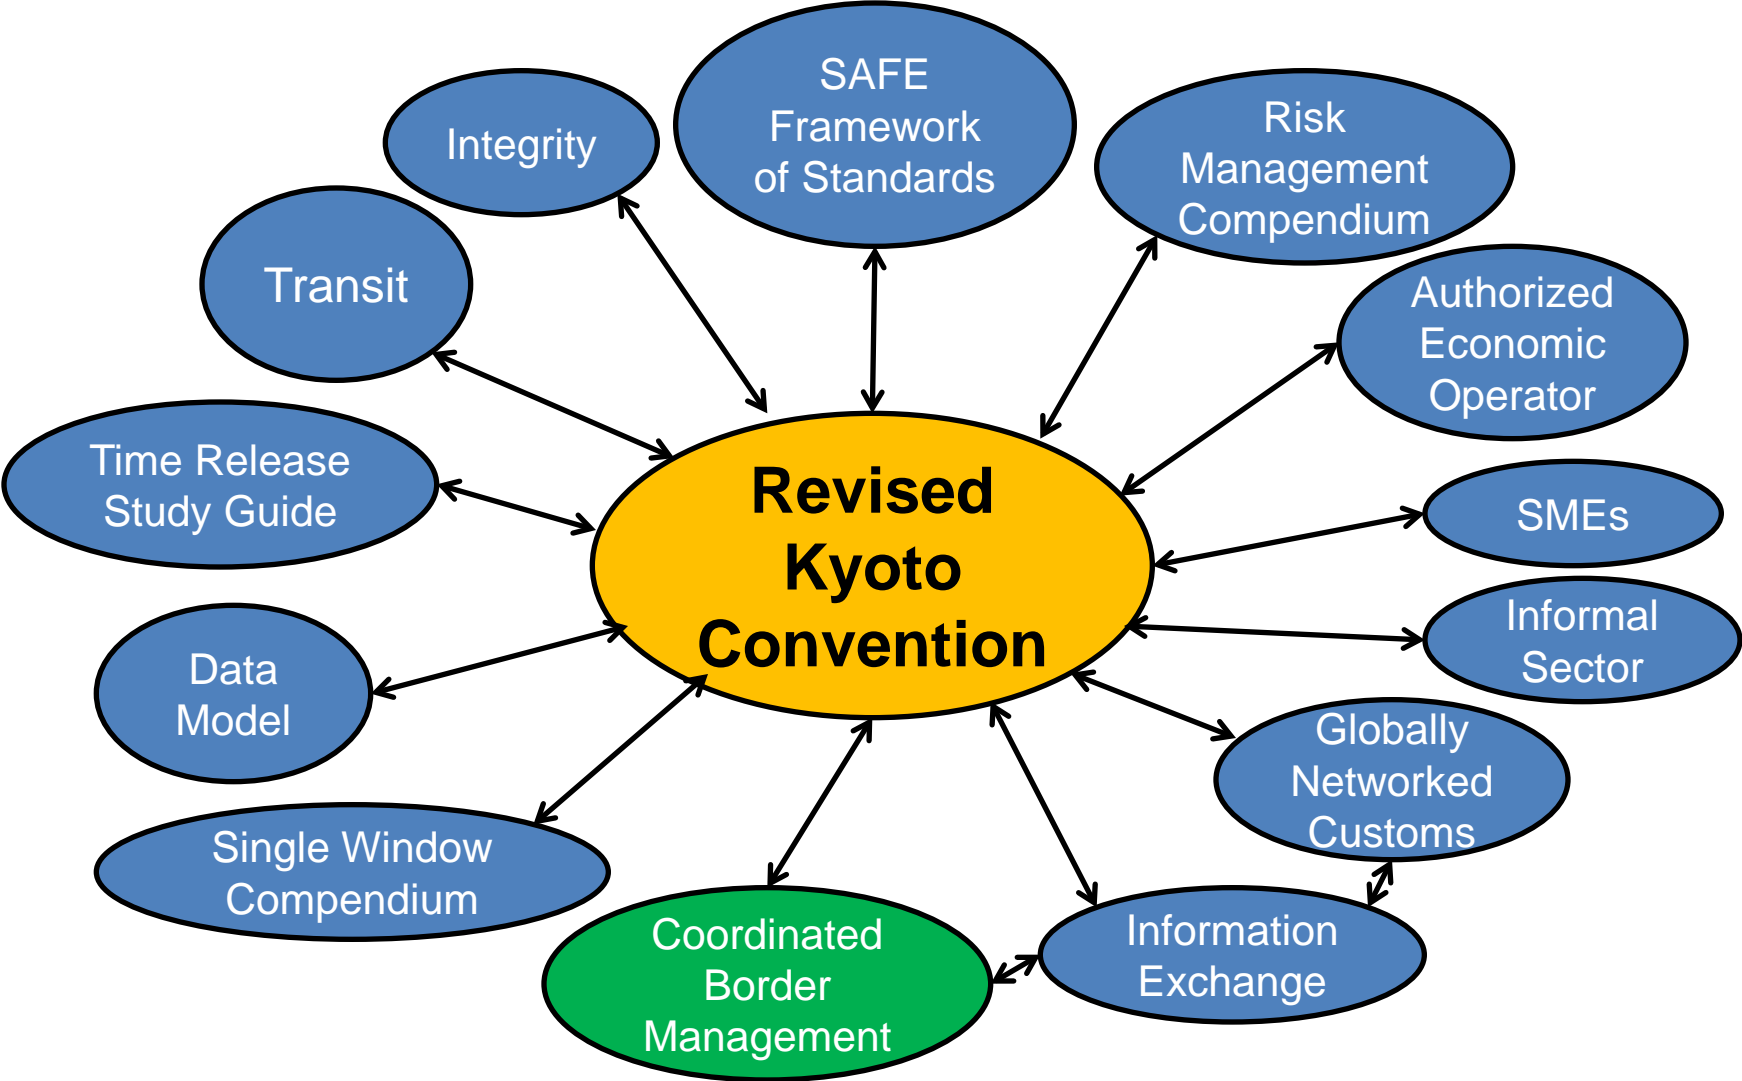 SAFE
Framework
of Standards
Integrity
Risk
Management
Compendium
Transit
Authorized
Economic
Operator
Time Release
Study Guide
Revised
Kyoto
Convention
SMEs
Informal
Sector
Data
Model
Globally
Networked
Customs
Single Window
Compendium
Coordinated
Border
Management
Information
Exchange